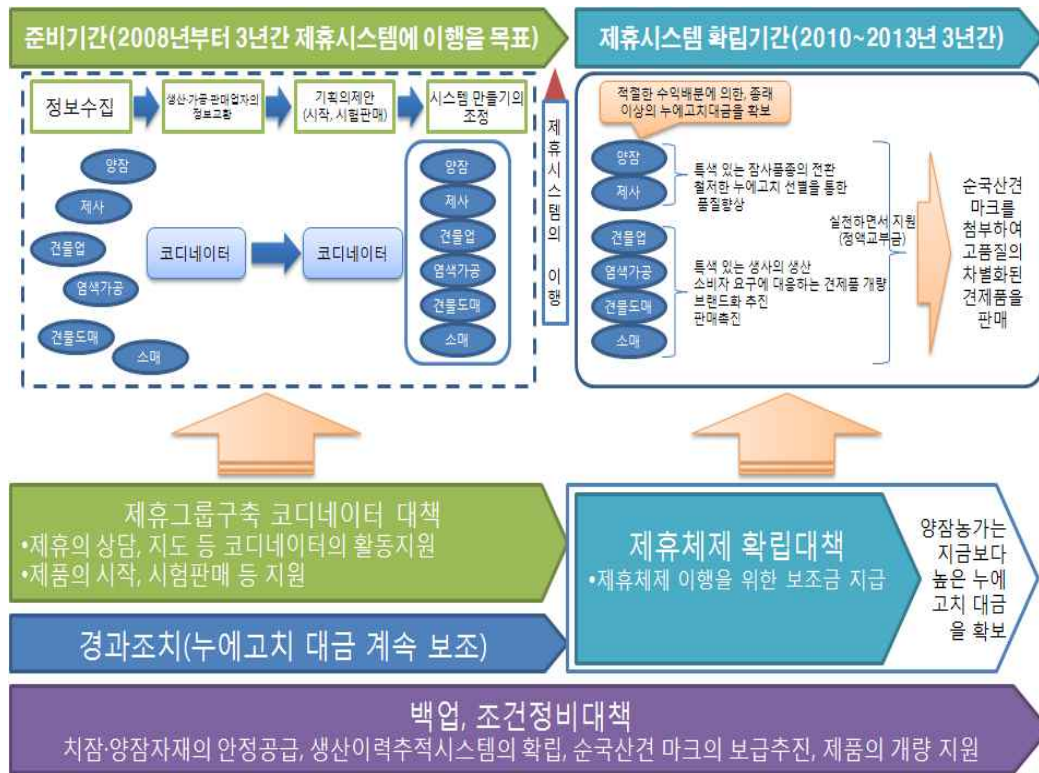 준비기간(2008년부터 3년간 제휴시스템에 이행을 목표)
제휴시스템 확립기간(2010~2013년 3년간)
정보수집
생산·가공·판매업자의
정보교환
기획의제안
(시작, 시험판매)
시스템 만들기의
조정
양잠
제사
견물업
염색가공
견물도매
소매
코디네이터
코디네이터
양잠
제사
견물업
염색가공
견물도매
소매
제휴시스템의 이행
적절한 수익배분에 의한, 종래
이상의 누에고치대금을 확보
양잠
제사
견물업
염색가공
견물도매
소매
특색 있는 잠사품종의 전환
철저한 누에고치 선별을 통한
품질향상
특색 있는 생사의 생산
소비자 요구에 대응하는 견제품 개량
브랜드화 추진
판매촉진
실천하면서 지원
(정액교부금)
순국산견
마크를
첨부하여
고품질의
차별화된
견제품을
판매
제휴그룹구축 코디네이터 대책
•제휴의 상담, 지도 등 코디네이터의 활동지원
•제품의 시작, 시험판매 등 지원
제휴체제 확립대책
•제휴체제 이행을 위한 보조금 지급
양잠농가는
지금보다
높은 누에
고치 대금
을 확보
경과조치(누에고치 대금 계속 보조)
백업, 조건정비대책
치잠·양잠자재의 안정공급, 생산이력추적시스템의 확립, 순국산견 마크의 보급추진, 제품의 개량 지원